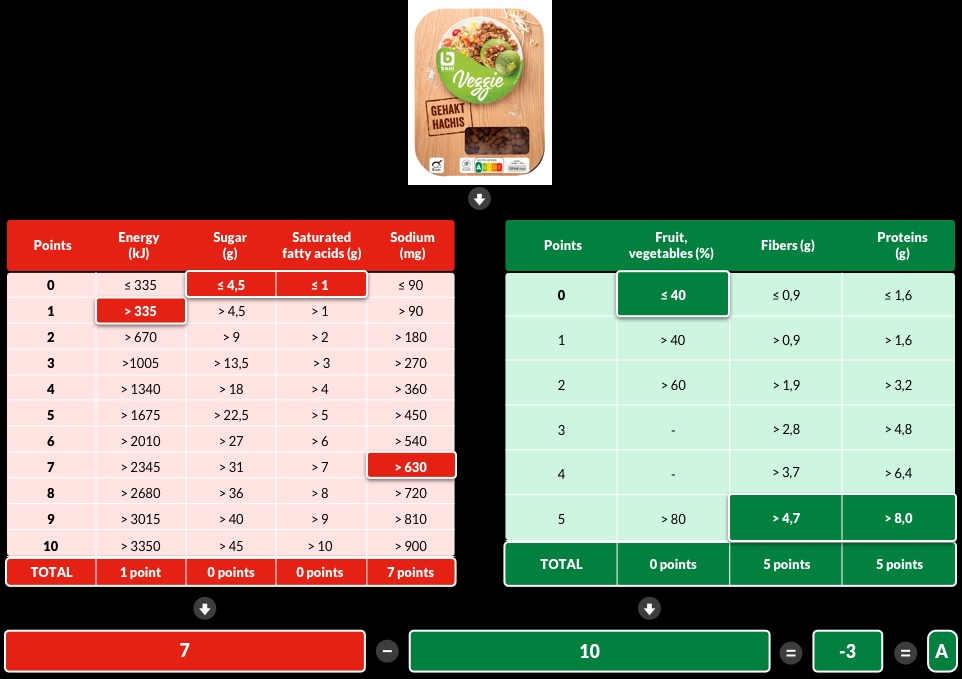 b
boni
Veggie
GEHAKT
HACHIS
A
Points
Energy
(kJ)
Sugar
(g)
Saturated
fatty acids (g)
Sodium
(mg)
0
≤ 335
≤ 4,5
≤ 1
≤ 90
1
> 335
> 4,5
> 1
> 90
2
> 670
> 9
> 2
> 180
3
>1005
> 13,5
> 3
> 270
4
> 1340
> 18
> 4
> 360
5
> 1675
> 22,5
> 5
> 450
6
> 2010
> 27
> 6
> 540
7
> 2345
> 31
> 7
> 630
8
> 2680
> 36
> 8
> 720
9
> 3015
> 40
> 9
> 810
10
> 3350
> 45
> 10
> 900
TOTAL
1 point
0 points
0 points
7 points
Points
Fruit,
vegetables (%)
Fibers (g)
Proteins
(g)
0
≤ 40
≤ 0,9
≤ 1,6
1
> 40
> 0,9
> 1,6
2
> 60
> 1,9
> 3,2
3
-
> 2,8
> 4,8
4
-
> 3,7
> 6,4
5
> 80
> 4,7
> 8,0
TOTAL
0 points
5 points
5 points
7
–
10
=
-3
=
A